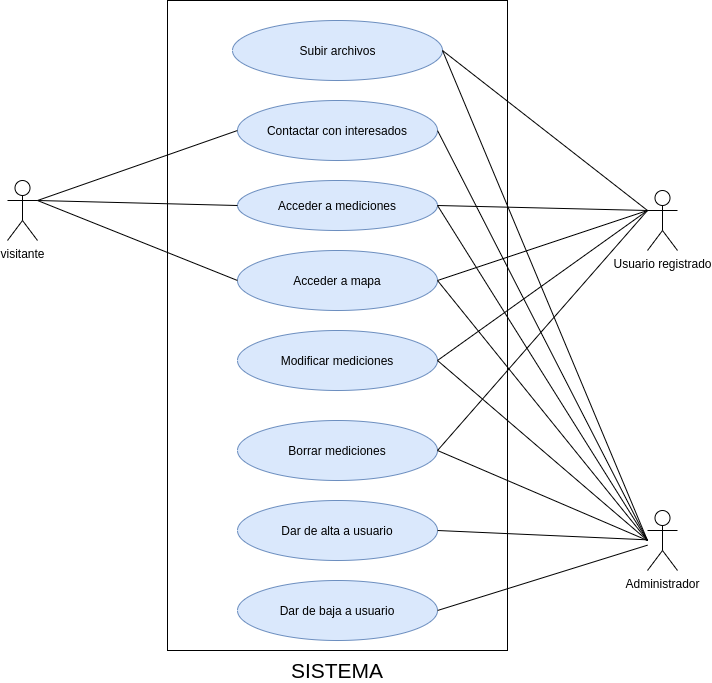 Subir archivos
Contactar con interesados
Acceder a mediciones
visitante
Usuario registrado
Acceder a mapa
Modificar mediciones
Borrar mediciones
Dar de alta a usuario
Administrador
Dar de baja a usuario
SISTEMA